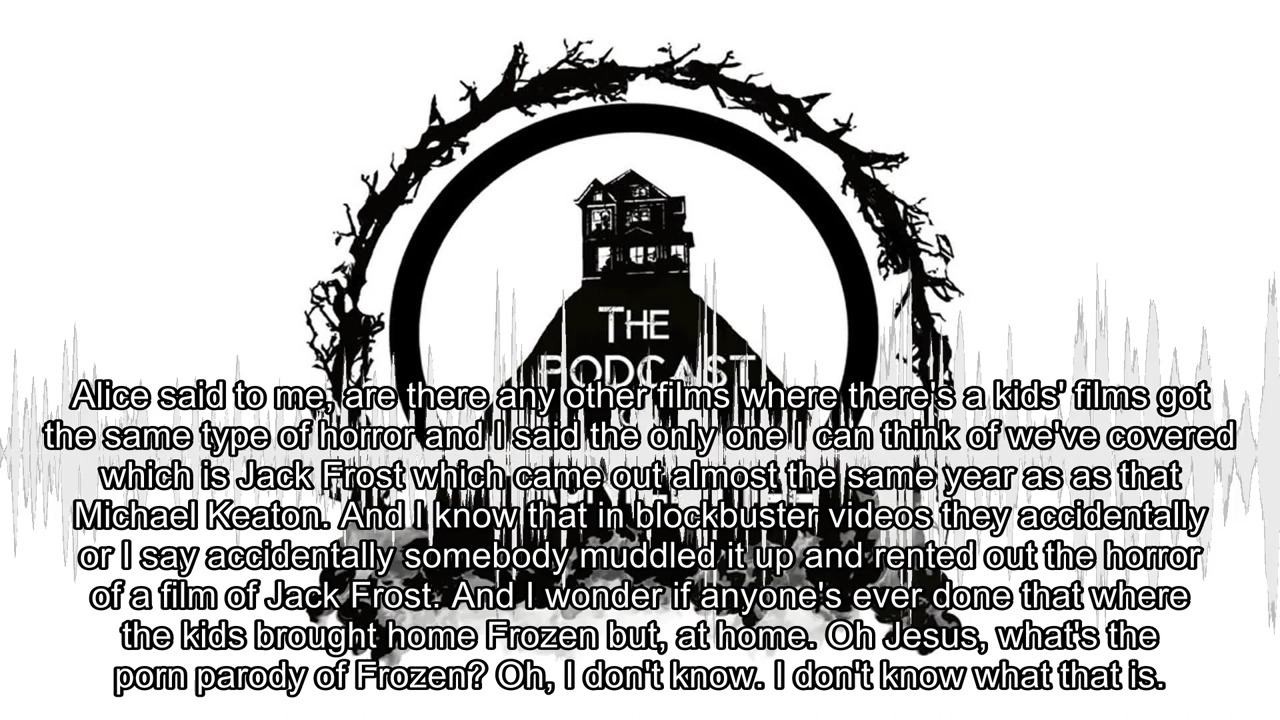 THE
PODCAST
Alice said to me, are there any other films where there's a kids' films got
the same type of horror and I said the only one I can think of we've covered
which is Jack Frost which came out almost the same year as as that
Michael Keaton. And I know that in blockbuster videos they accidentally
or I say accidentally somebody muddled it up and rented out the horror
of a film of Jack Frost. And I wonder if anyone's ever done that where
the kids brought home Frozen but, at home. Oh Jesus, what's the
porn parody of Frozen? Oh, I don't know. I don't know what that is.